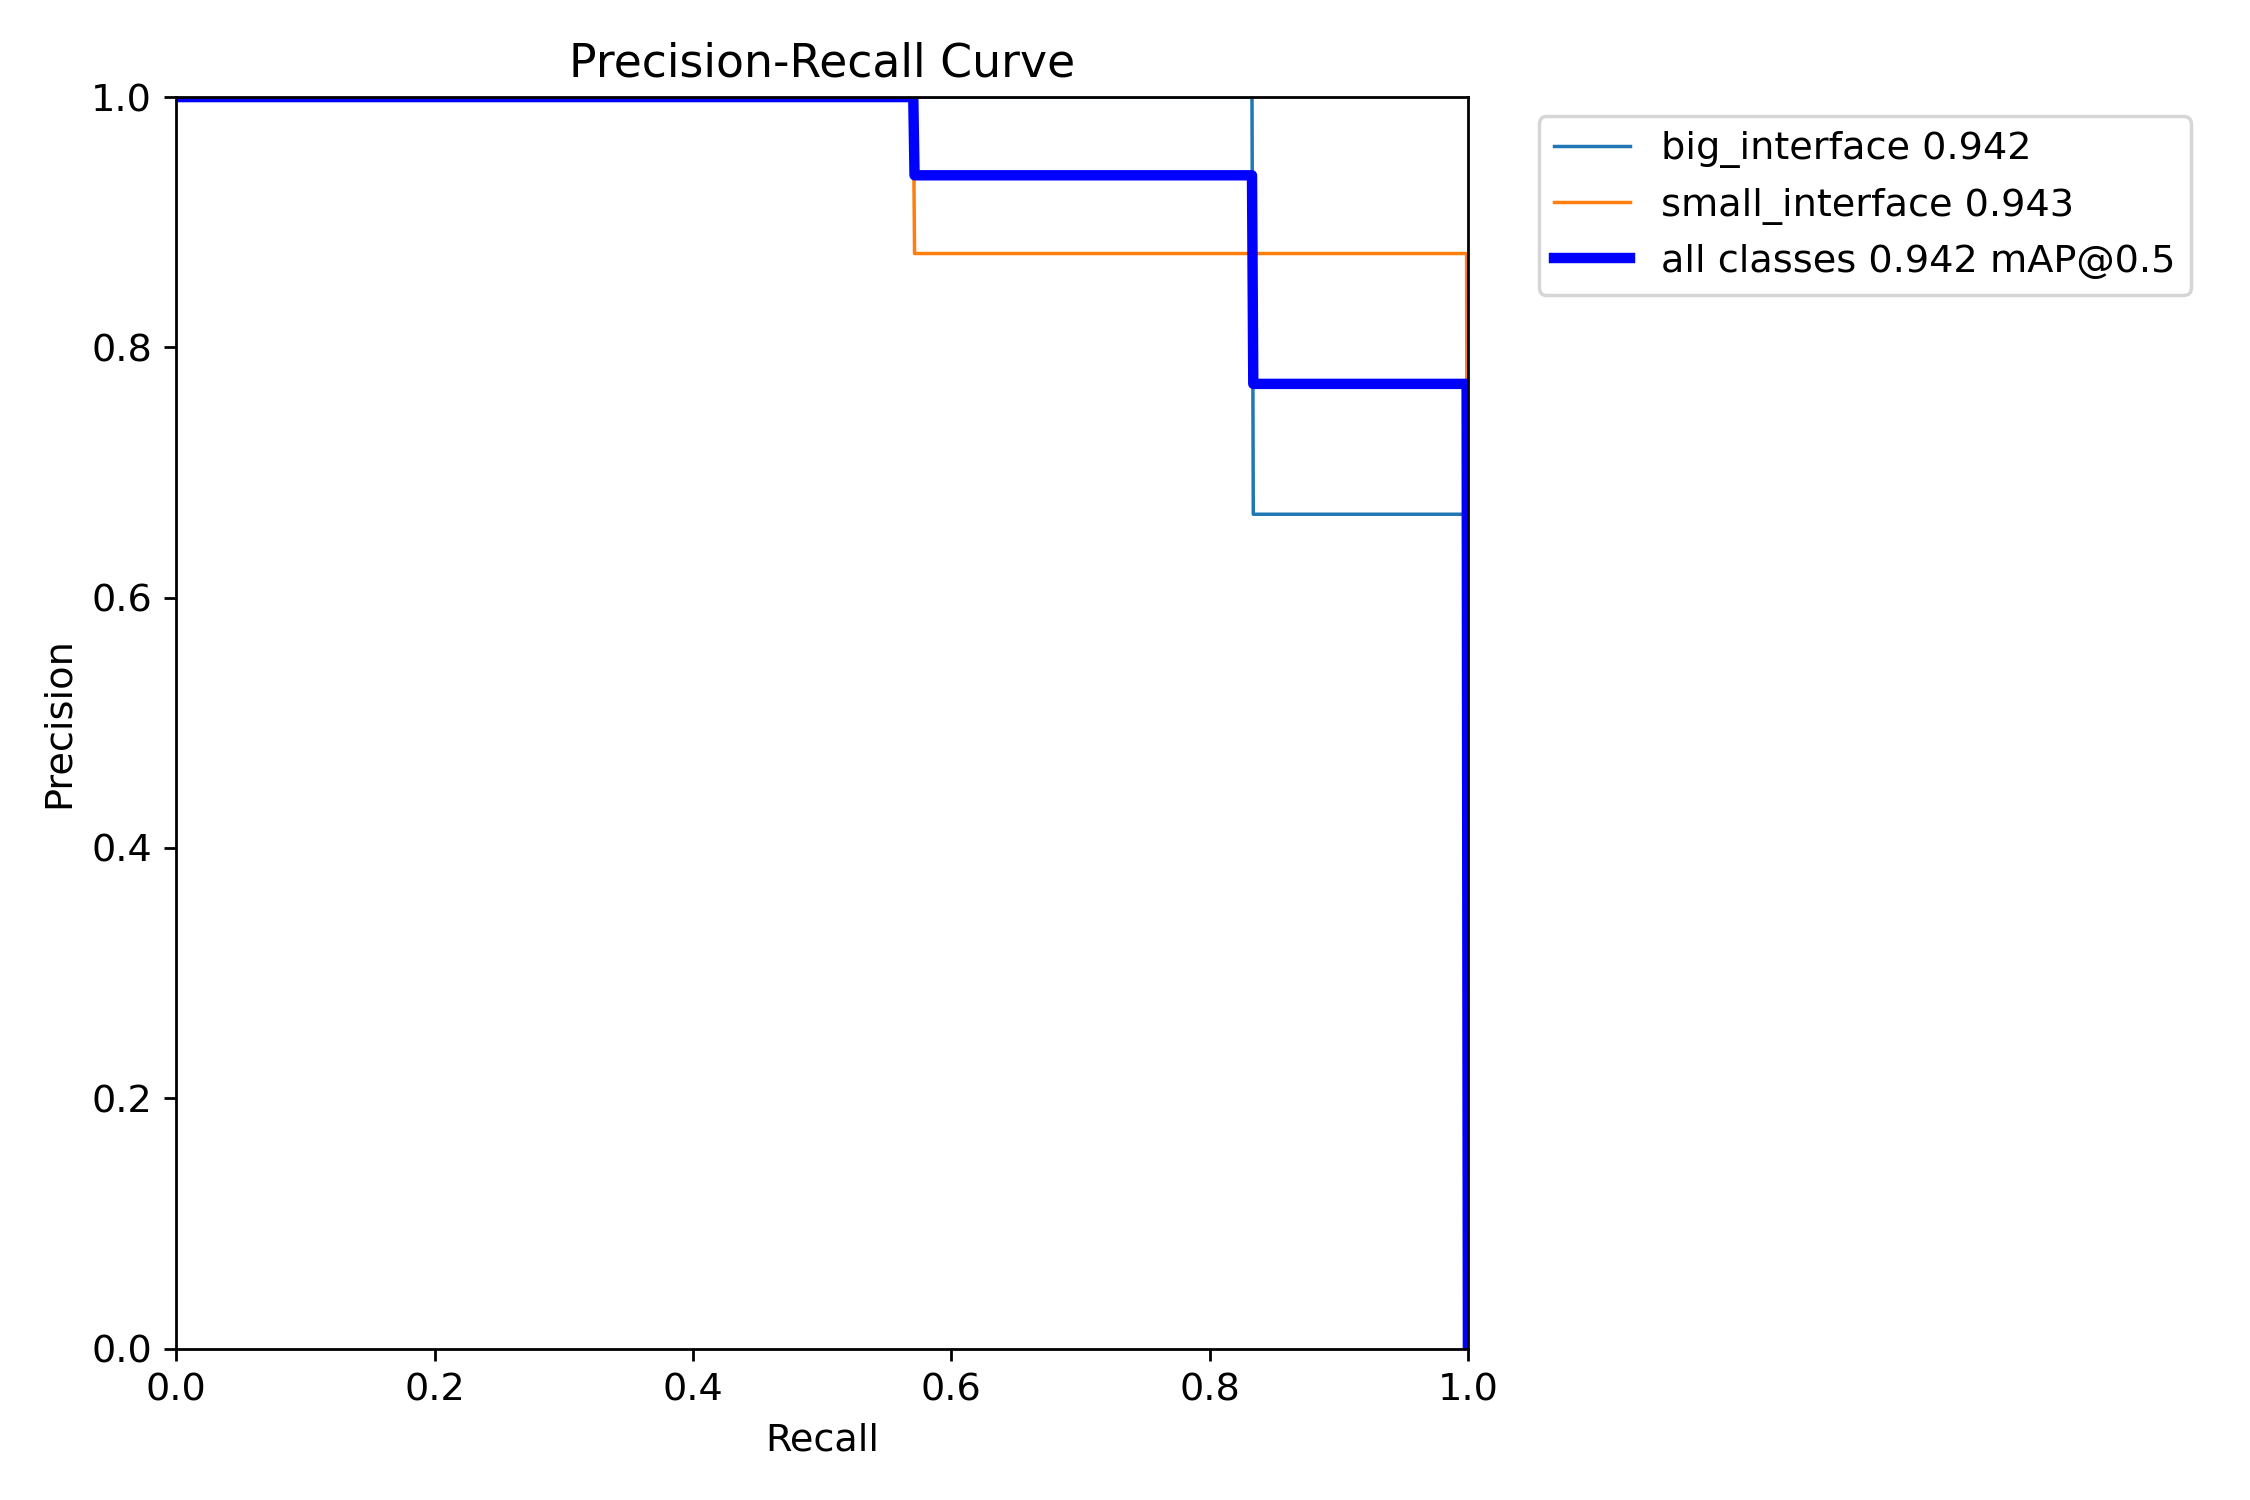 Precision-Recall Curve
big_interface 0.942
small_interface 0.943
all classes 0.942 mAP@0.5
1.0
0.8
0.6
0.4
0.2
0.0
Precision
0.0 0.2 0.4 0.6 0.8 1.0
Recall